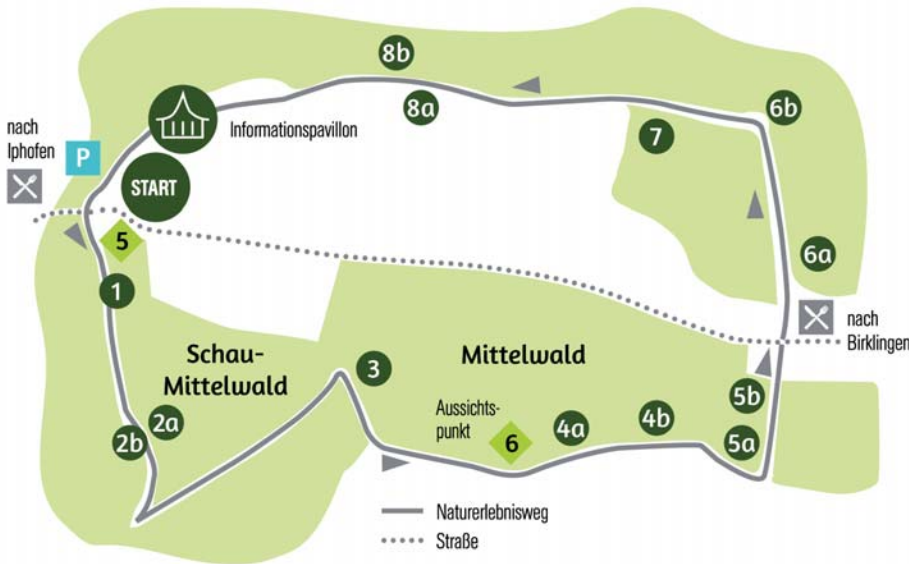 8b
8a
6b
7
nach
Iphofen
P
Informationspavillon
START
5
1
6a
nach
Birklingen
Schau-
Mittelwald
Mittelwald
3
Aussichts-
punkt
6
2a
2b
4a
4b
5b
5a
Naturerlebnisweg
Straße